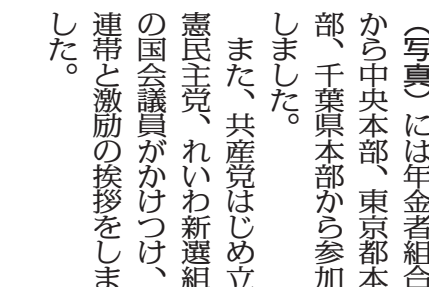 （写真）には年金者組合
から中央本部、東京都本
部、千葉県本部から参加
しました。
　また、共産党はじめ立
憲民主党、れいわ新選組
の国会議員がかけつけ、
連帯と激励の挨拶をしま
した。